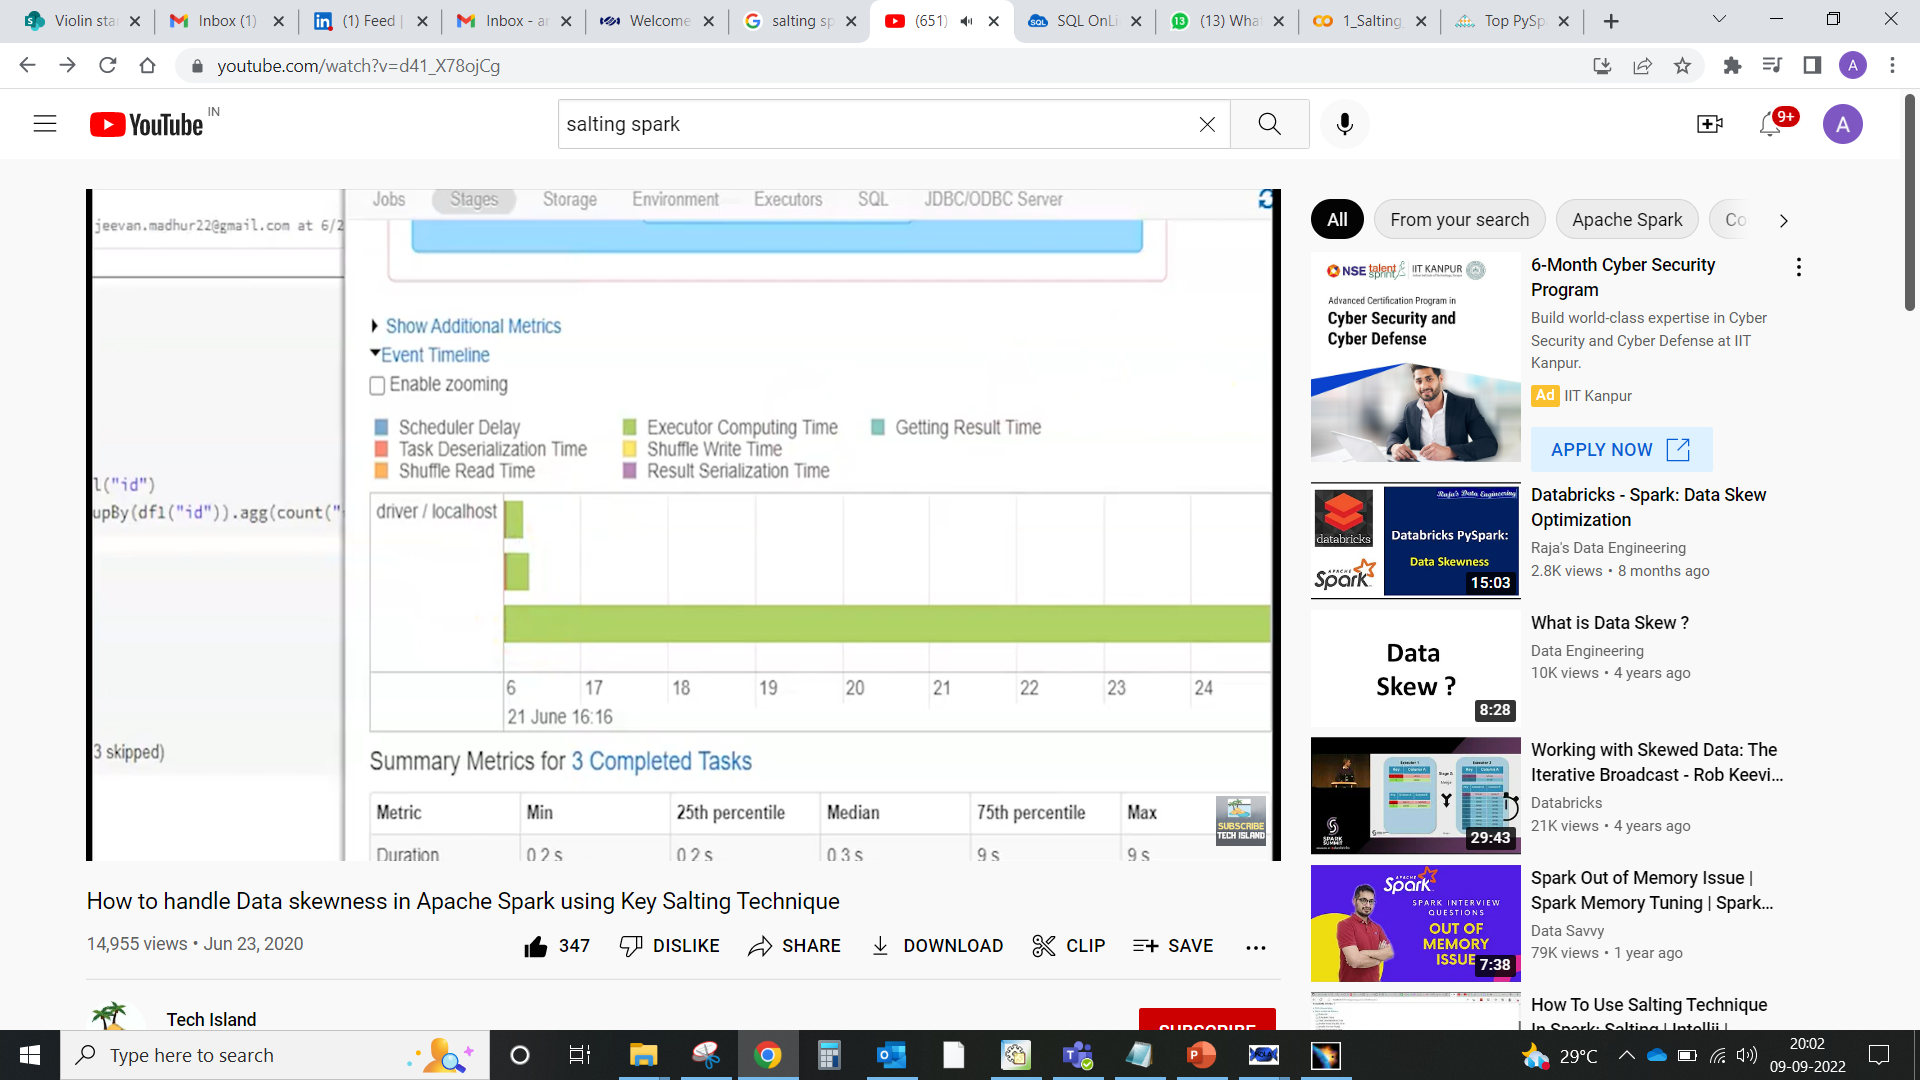 Violin sta
Inbox (1)
(1) Feed |
Inbox - ar
Welcome
salting sp
(651)
SQL OnLi
(13) What
1_Salting_
Top PySp
youtube.com/watch?v=d41_X78ojCg
A
YouTube IN
salting spark
9+
A
Jobs Stages Storage Environment Executors SQL JDBC/ODBC Server
jeevan.madhur22@gmail.com at 6/2
Show Additional Metrics
Event Timeline
Enable zooming
Scheduler Delay
Executor Computing Time
Getting Result Time
Task Deserialization Time
Shuffle Write Time
Shuffle Read Time
Result Serialization Time
l("id")
upBy(df1("id")).agg(count("
driver / localhost
6 17 18 19 20 21 22 23 24
21 June 16:16
3 skipped)
Summary Metrics for 3 Completed Tasks
Metric Min 25th percentile Median 75th percentile Max
Duration 0.2 s 0.2 s 0.3 s 9 s 9 s
SUBSCRIBE
TECH ISLAND
How to handle Data skewness in Apache Spark using Key Salting Technique
14,955 views • Jun 23, 2020
347 DISLIKE SHARE DOWNLOAD CLIP SAVE
Tech Island
SUBSCRIBE
All From your search Apache Spark Co
NSE talent sprint IIT KANPUR
Advanced Certification Program in
Cyber Security and
Cyber Defense
6-Month Cyber Security
Program
Build world-class expertise in Cyber
Security and Cyber Defense at IIT
Kanpur.
Ad IIT Kanpur
APPLY NOW
Raja's Data Engineering
databricks
Databricks PySpark:
Data Skewness
APACHE
Spark
15:03
Databricks - Spark: Data Skew
Optimization
Raja's Data Engineering
2.8K views • 8 months ago
Data
Skew ?
8:28
What is Data Skew ?
Data Engineering
10K views • 4 years ago
SPARK
SUMMIT
29:43
Working with Skewed Data: The
Iterative Broadcast - Rob Keevi...
Databricks
21K views • 4 years ago
APACHE
Spark
SPARK INTERVIEW
QUESTIONS
OUT OF
MEMORY
ISSUE
7:38
Spark Out of Memory Issue |
Spark Memory Tuning | Spark...
Data Savvy
79K views • 1 year ago
How To Use Salting Technique
In Spark: Salting | Intellij |
Type here to search
29°C
20:02
09-09-2022